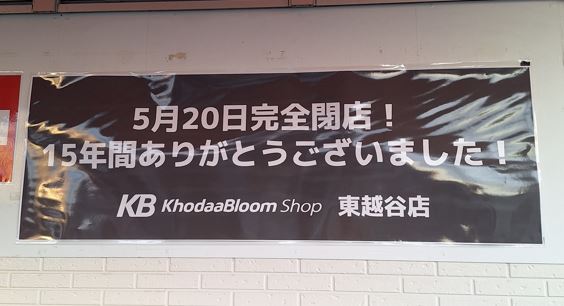 5月20日完全閉店！
15年間ありがとうございました！
KB KhodaaBloom Shop 東越谷店